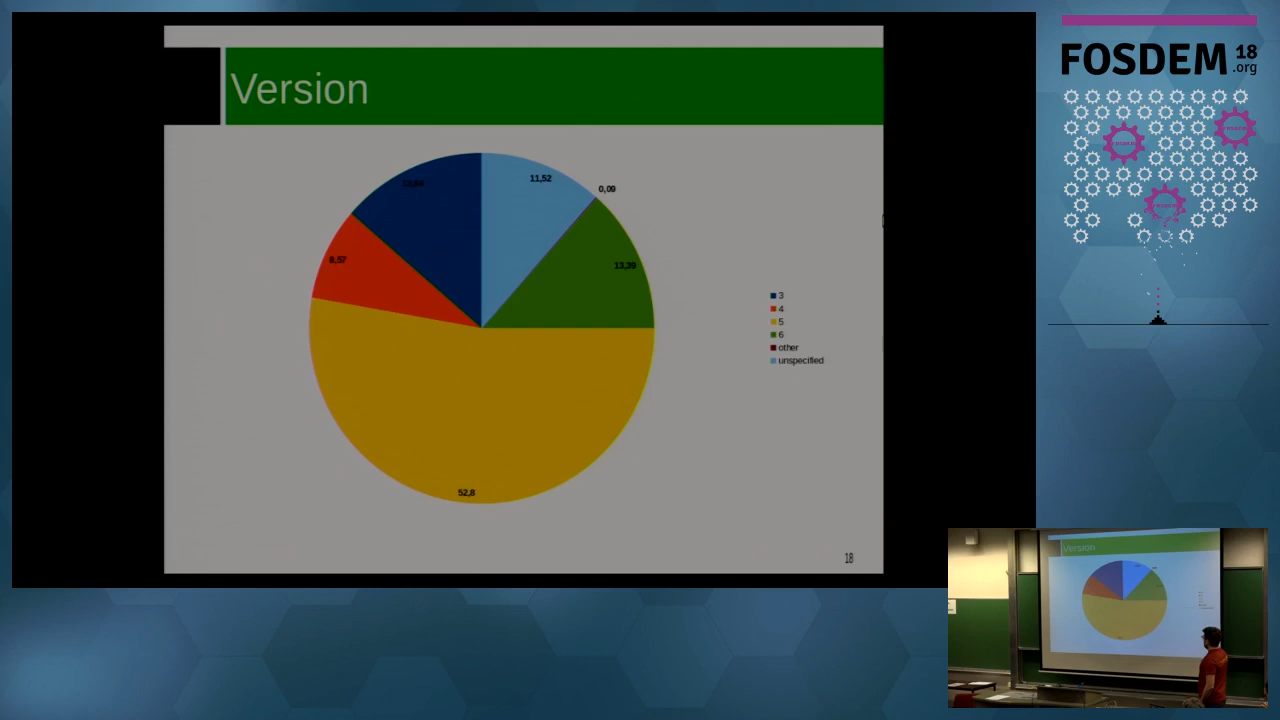 Version
11,52
0,09
8,57
13,39
3
4
5
6
other
unspecified
52,8
18
FOSDEM 18
.org
Version